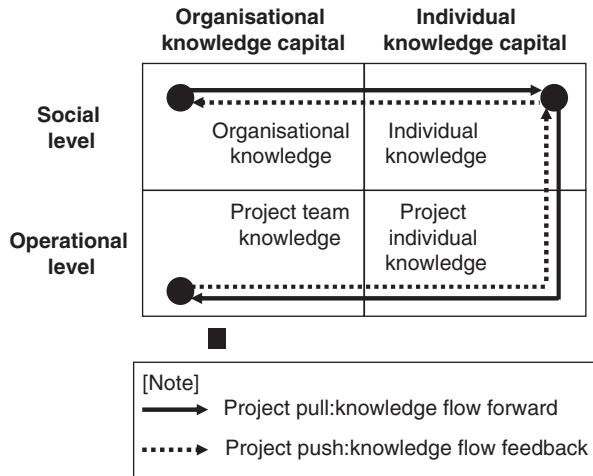 Organisational
knowledge capital
Individual
knowledge capital
Social
level
Organisational
knowledge
Individual
knowledge
Operational
level
Project team
knowledge
Project
individual
knowledge
[Note]
Project pull:knowledge flow forward
Project push:knowledge flow feedback